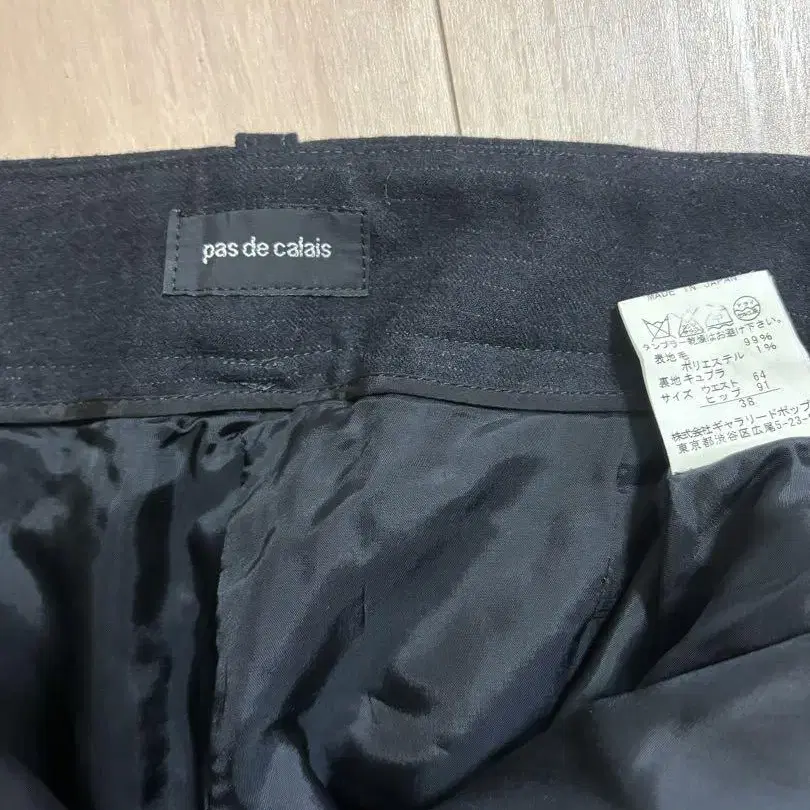 pas de calais
MADE IN JAPAN
タンブラー乾燥はお避け下さい。
表地毛 99%
ポリエステル 1%
裏地キュプラ
サイズ ウエスト 64
ヒップ 91
38
株式会社ギャラリードポップ
東京都渋谷区広尾5-23-